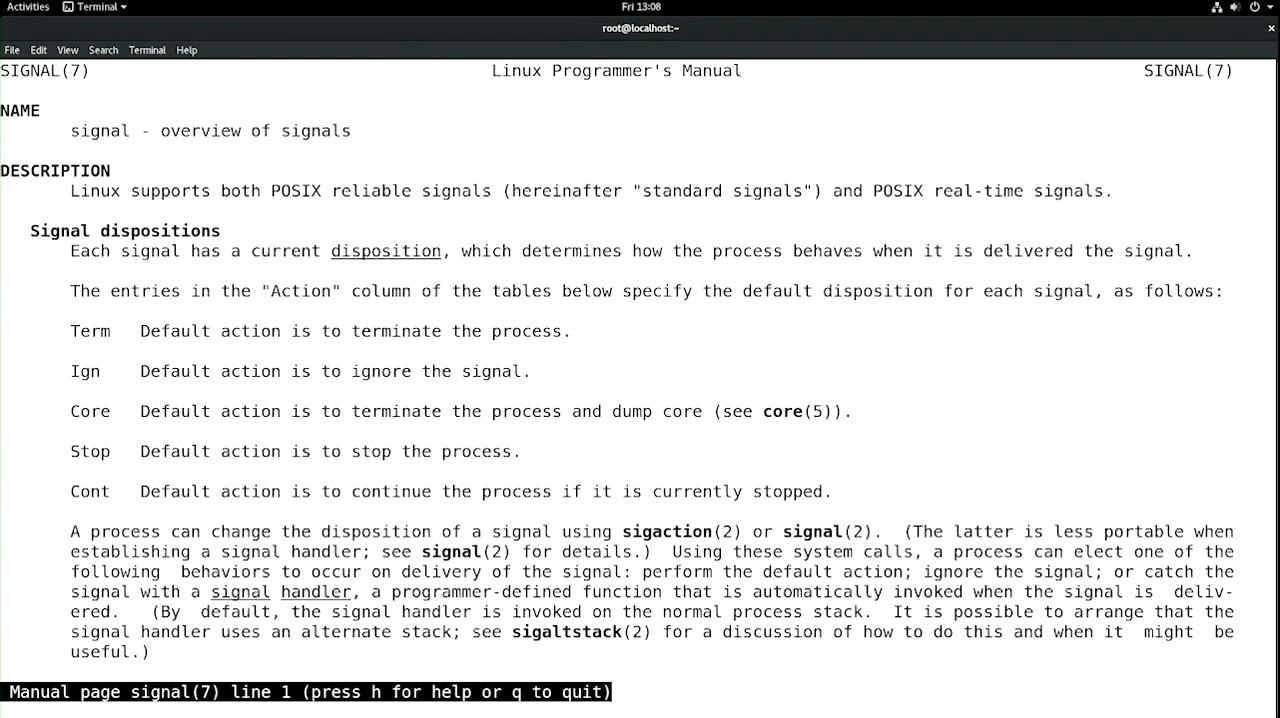 Activities Terminal Fri 13:08
root@localhost:~ ×
File Edit View Search Terminal Help
SIGNAL(7) Linux Programmer's Manual SIGNAL(7)
NAME
signal - overview of signals
DESCRIPTION
Linux supports both POSIX reliable signals (hereinafter "standard signals") and POSIX real-time signals.
Signal dispositions
Each signal has a current disposition, which determines how the process behaves when it is delivered the signal.
The entries in the "Action" column of the tables below specify the default disposition for each signal, as follows:
Term Default action is to terminate the process.
Ign Default action is to ignore the signal.
Core Default action is to terminate the process and dump core (see core(5)).
Stop Default action is to stop the process.
Cont Default action is to continue the process if it is currently stopped.
A process can change the disposition of a signal using sigaction(2) or signal(2). (The latter is less portable when
establishing a signal handler; see signal(2) for details.) Using these system calls, a process can elect one of the
following behaviors to occur on delivery of the signal: perform the default action; ignore the signal; or catch the
signal with a signal handler, a programmer-defined function that is automatically invoked when the signal is deliv-
ered. (By default, the signal handler is invoked on the normal process stack. It is possible to arrange that the
signal handler uses an alternate stack; see sigaltstack(2) for a discussion of how to do this and when it might be
useful.)
Manual page signal(7) line 1 (press h for help or q to quit)